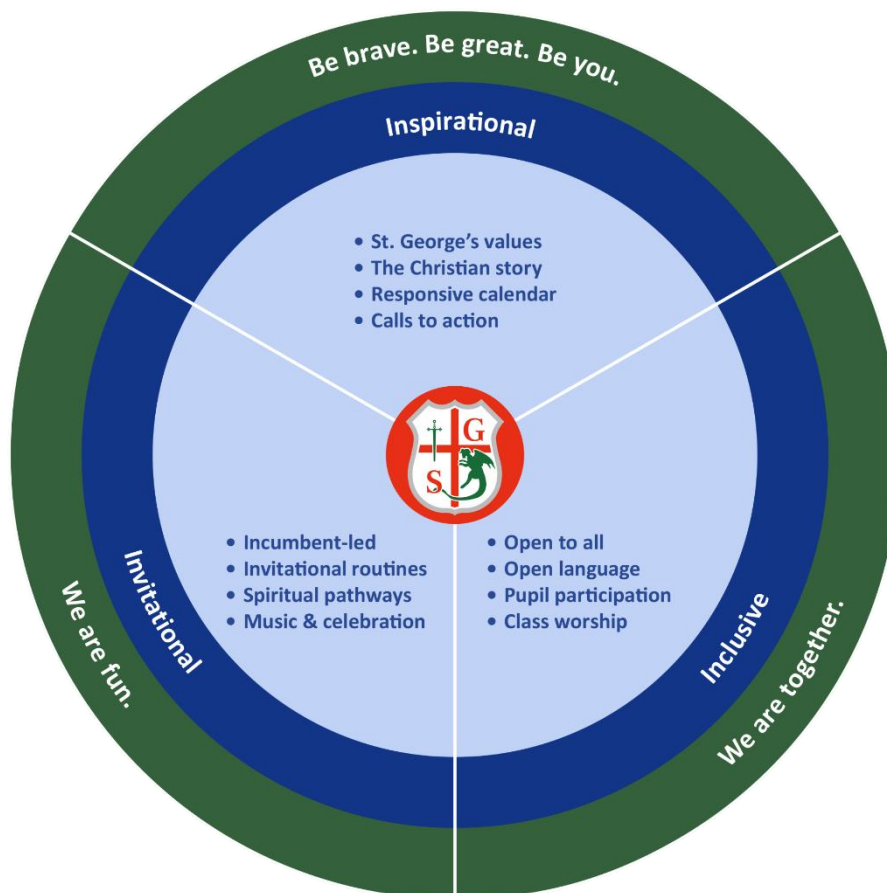 Be brave. Be great. Be you.
Inspirational
• St. George’s values
• The Christian story
• Responsive calendar
• Calls to action
G
S
• Incumbent-led
• Invitational routines
• Spiritual pathways
• Music & celebration
• Open to all
• Open language
• Pupil participation
• Class worship
Invitational
We are fun.
Inclusive
We are together.